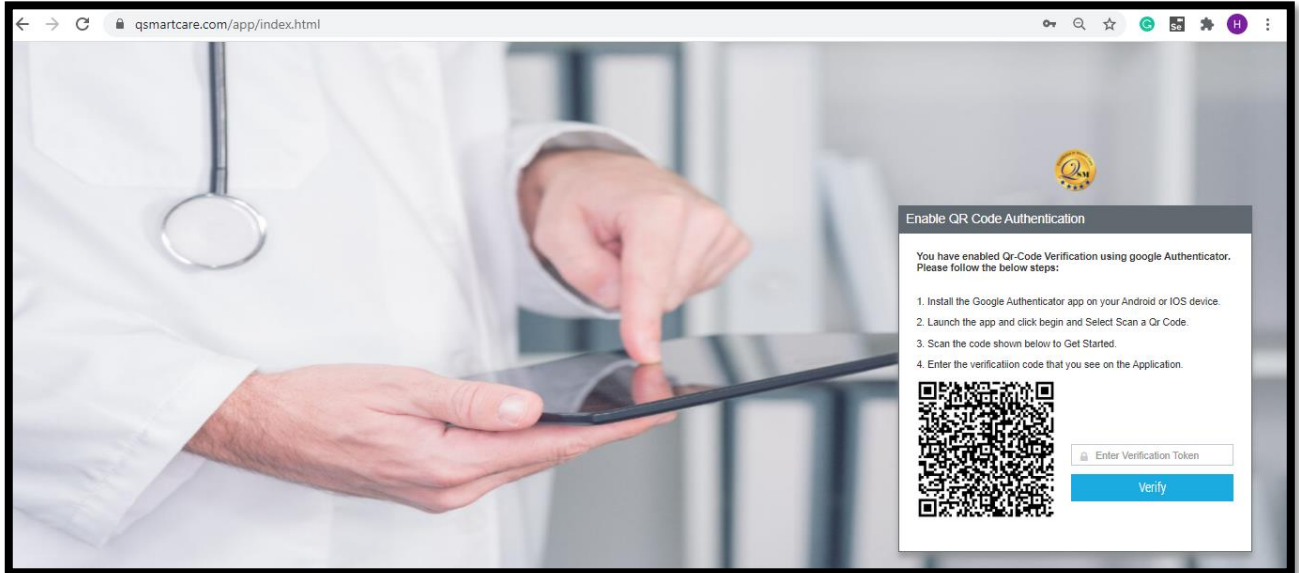 qsmartcare.com/app/index.html
Se
H
QSM
Enable QR Code Authentication
You have enabled Qr-Code Verification using google Authenticator.
Please follow the below steps:
1. Install the Google Authenticator app on your Android or IOS device.
2. Launch the app and click begin and Select Scan a Qr Code.
3. Scan the code shown below to Get Started.
4. Enter the verificatiion code that you see on the Application.
Enter Verification Token
Verify